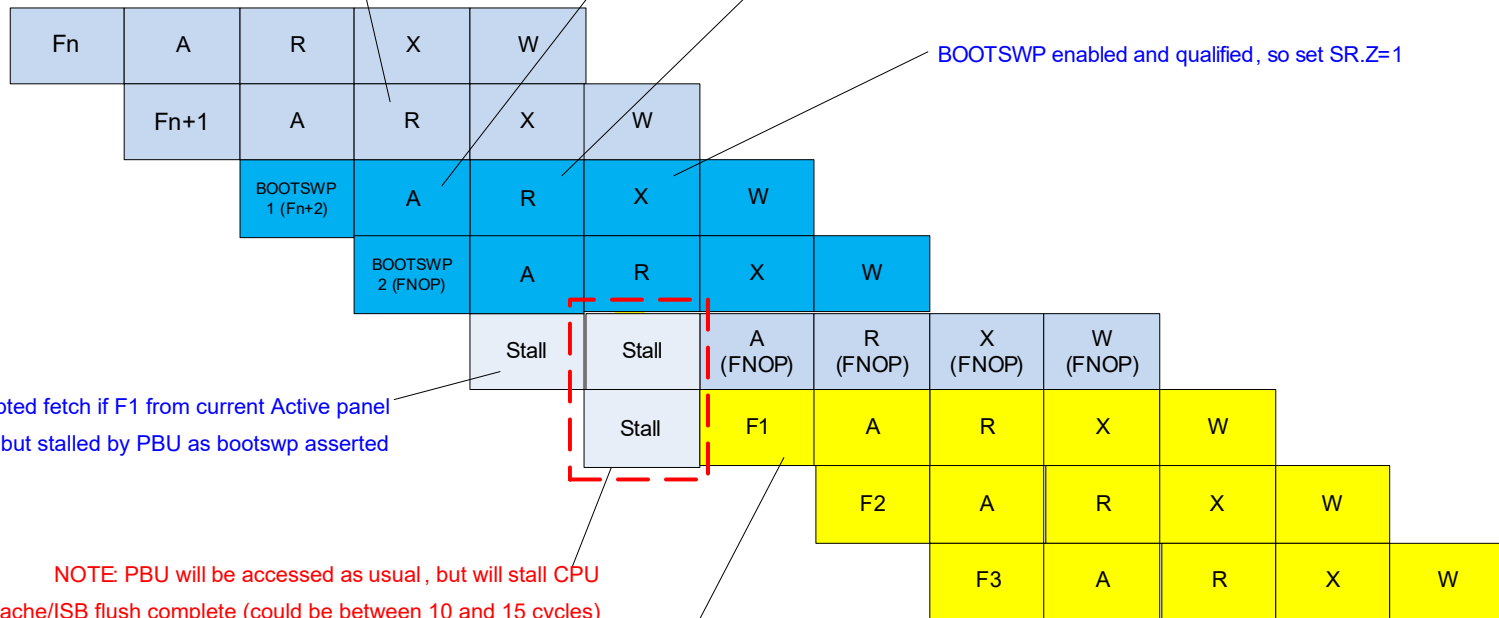 Fn A R X W
BOOTSWP enabled and qualified, so set SR.Z=1
Fn+1 A R X W
BOOTSWP
1 (Fn+2)
A R X W
BOOTSWP
2 (FNOP)
A R X W
Stall Stall
A
(FNOP)
R
(FNOP)
X
(FNOP)
W
(FNOP)
fetch if F1 from current Active panel
but stalled by PBU as bootswp asserted
Stall F1 A R X W
F2 A R X W
NOTE: PBU will be accessed as usual, but will stall CPU
flush complete (could be between 10 and 15 cycles)
F3 A R X W